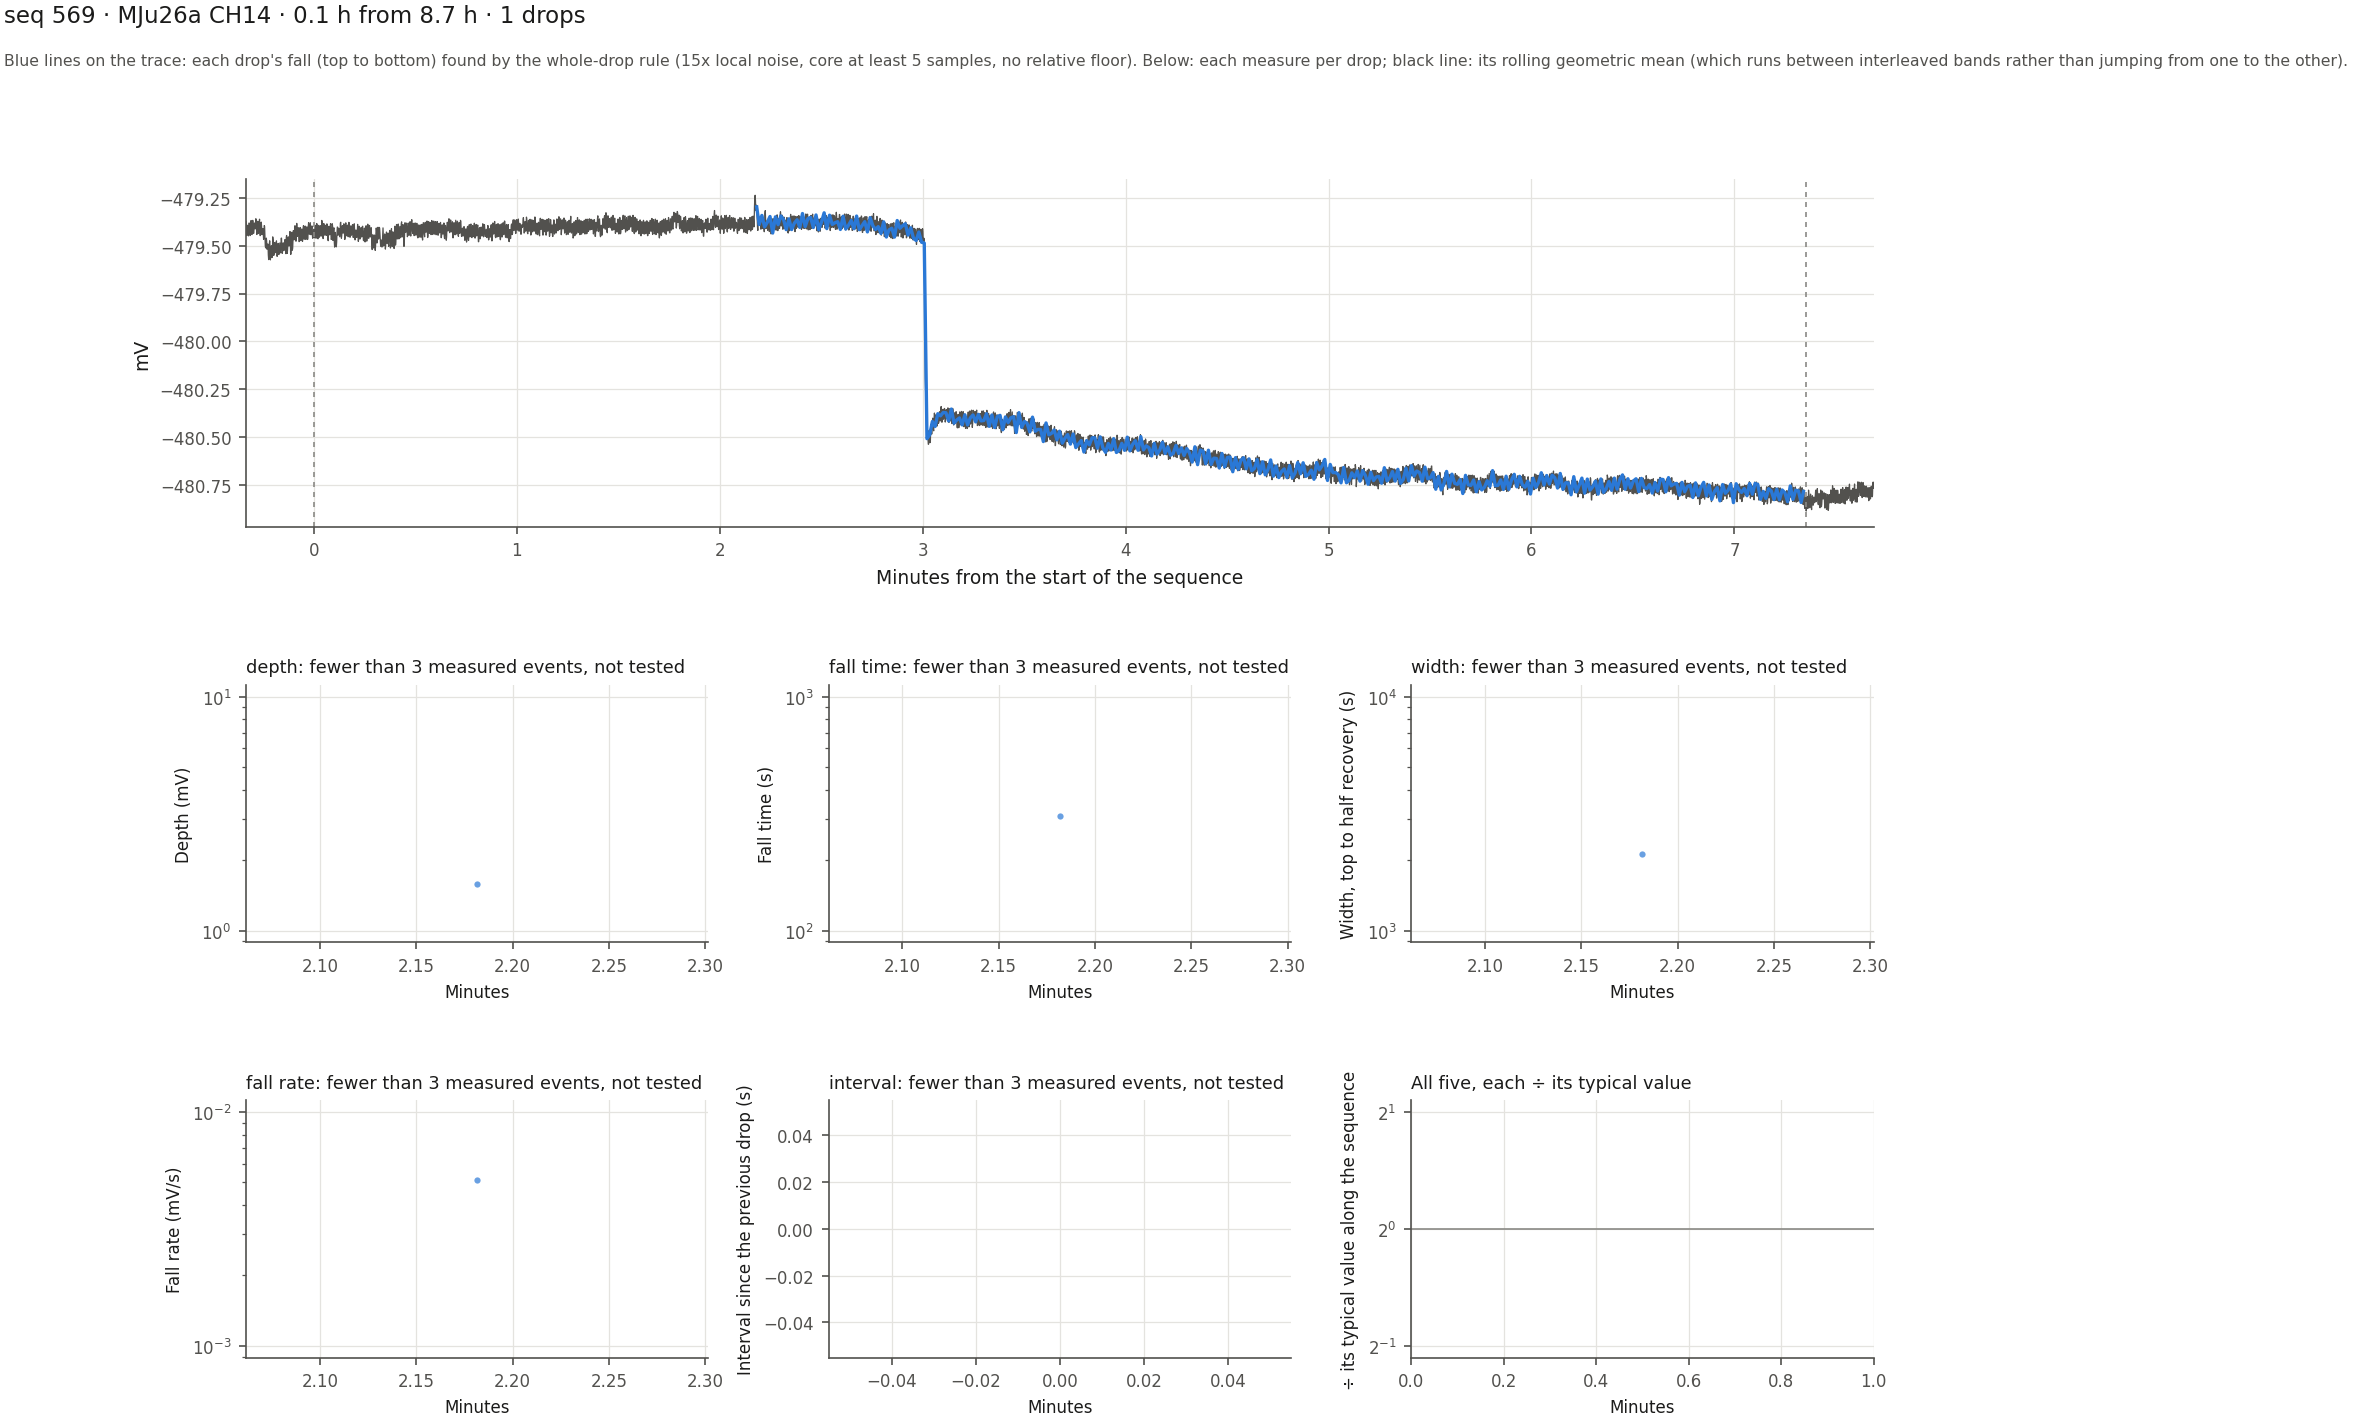 seq 569 · MJu26a CH14 · 0.1 h from 8.7 h · 1 drops
Blue lines on the trace: each drop's fall (top to bottom) found by the whole-drop rule (15x local noise, core at least 5 samples, no relative floor). Below: each measure per drop; black line: its rolling geometric mean (which runs between interleaved bands rather than jumping from one to the other).
−479.25
−479.50
−479.75
−480.00
−480.25
−480.50
−480.75
mV
0 1 2 3 4 5 6 7
Minutes from the start of the sequence
depth: fewer than 3 measured events, not tested
10¹
10⁰
Depth (mV)
2.10 2.15 2.20 2.25 2.30
Minutes
fall time: fewer than 3 measured events, not tested
10³
10²
Fall time (s)
2.10 2.15 2.20 2.25 2.30
Minutes
width: fewer than 3 measured events, not tested
10⁴
10³
Width, top to half recovery (s)
2.10 2.15 2.20 2.25 2.30
Minutes
fall rate: fewer than 3 measured events, not tested
10⁻²
10⁻³
Fall rate (mV/s)
2.10 2.15 2.20 2.25 2.30
Minutes
interval: fewer than 3 measured events, not tested
0.04
0.02
0.00
−0.02
−0.04
Interval since the previous drop (s)
−0.04 −0.02 0.00 0.02 0.04
Minutes
All five, each ÷ its typical value
2¹
2⁰
2⁻¹
÷ its typical value along the sequence
0.0 0.2 0.4 0.6 0.8 1.0
Minutes